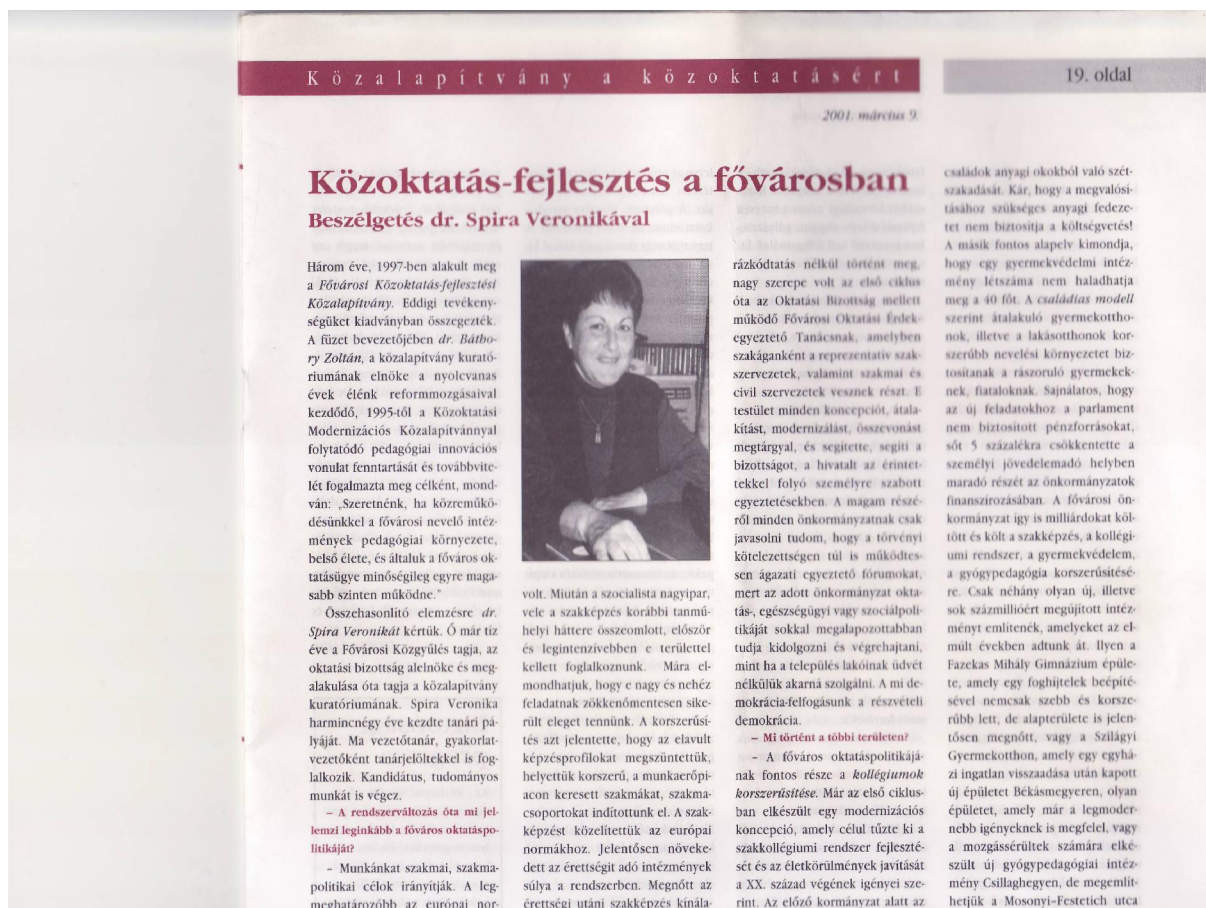 Közalapítvány a közoktatásért
19. oldal
2001. március 9.
Közoktatás-fejlesztés a fővárosban
Beszélgetés dr. Spira Veronikával
Három éve, 1997-ben alakult meg
a Fővárosi Közoktatás-fejlesztési
Közalapítvány. Eddigi tevékeny-
ségüket kiadványban összegezték.
A füzet bevezetőjében dr. Bátho-
ry Zoltán, a közalapítvány kurató-
riumának elnöke a nyolcvanas
évek élénk reformmozgásaival
kezdődő, 1995-től a Közoktatási
Modernizációs Közalapítvánnyal
folytatódó pedagógiai innovációs
vonulat fenntartását és továbbvite-
lét fogalmazta meg célként, mond-
ván: „Szeretnénk, ha közreműkö-
désünkkel a fővárosi nevelő intéz-
mények pedagógiai környezete,
belső élete, és általuk a főváros ok-
tatásügye minőségileg egyre maga-
sabb szinten működne."
Összehasonlító elemzésre dr.
Spira Veronikát kértük. Ő már tíz
éve a Fővárosi Közgyűlés tagja, az
oktatási bizottság alelnöke és meg-
alakulása óta tagja a közalapítvány
kuratóriumának. Spira Veronika
harmincnégy éve kezdte tanári pá-
lyáját. Ma vezetőtanár, gyakorlat-
vezetőként tanárjelöltekkel is fog-
lalkozik. Kandidátus, tudományos
munkát is végez.
– A rendszerváltozás óta mi jel-
lemzi leginkább a főváros oktatáspo-
litikáját?
- Munkánkat szakmai, szakma-
politikai célok irányítják. A leg-
meghatározóbb az európai nor-
volt. Miután a szocialista nagyipar,
vele a szakképzés korábbi tanmű-
helyi háttere összeomlott, először
és legintenzívebben e területtel
kellett foglalkoznunk. Mára el-
mondhatjuk, hogy e nagy és nehéz
feladatnak zökkenőmentesen sike-
rült eleget tennünk. A korszerűsí-
tés azt jelentette, hogy az elavult
képzésprofilokat megszüntettük,
helyettük korszerű, a munkaerőpi-
acon keresett szakmákat, szakma-
csoportokat indítottunk el. A szak-
képzést közelítettük az európai
normákhoz. Jelentősen növeke-
dett az érettségit adó intézmények
súlya a rendszerben. Megnőtt az
érettségi utáni szakképzés kínála-
rázkódtatás nélkül történt meg,
nagy szerepe volt az első ciklus
óta az Oktatási Bizottság mellett
működő Fővárosi Oktatási Érdek-
egyeztető Tanácsnak, amelyben
szakáganként a reprezentatív szak-
szervezetek, valamint szakmai és
civil szervezetek vesznek részt. E
testület minden koncepciót, átala-
kítást, modernizálást, összevonást
megtárgyal, és segítette, segíti a
bizottságot, a hivatalt az érintet-
tekkel folyó személyre szabott
egyeztetésekben. A magam részé-
ről minden önkormányzatnak csak
javasolni tudom, hogy a törvényi
kötelezettségen túl is működtes-
sen ágazati egyeztető fórumokat,
mert az adott önkormányzat okta-
tás-, egészségügyi vagy szociálpoli-
tikáját sokkal megalapozottabban
tudja kidolgozni és végrehajtani,
mint ha a település lakóinak üdvét
nélkülük akarná szolgálni. A mi de-
mokrácia-felfogásunk a részvételi
demokrácia.
– Mi történt a többi területen?
- A főváros oktatáspolitikájá-
nak fontos része a kollégiumok
korszerűsítése. Már az első ciklus-
ban elkészült egy modernizációs
koncepció, amely célul tűzte ki a
szakkollégiumi rendszer fejleszté-
sét és az életkörülmények javítását
a XX. század végének igényei sze-
rint. Az előző kormányzat alatt az
családok anyagi okokból való szét-
szakadását. Kár, hogy a megvalósí-
tásához szükséges anyagi fedeze-
tet nem biztosítja a költségvetés!
A másik fontos alapelv kimondja,
hogy egy gyermekvédelmi intéz-
mény létszáma nem haladhatja
meg a 40 főt. A családias modell
szerint átalakuló gyermekottho-
nok, illetve a lakásotthonok kor-
szerűbb nevelési környezetet biz-
tosítanak a rászoruló gyermekek-
nek, fiataloknak. Sajnálatos, hogy
az új feladatokhoz a parlament
nem biztosított pénzforrásokat,
sőt 5 százalékra csökkentette a
személyi jövedelemadó helyben
maradó részét az önkormányzatok
finanszírozásában. A fővárosi ön-
kormányzat így is milliárdokat köl-
tött és költ a szakképzés, a kollégi-
umi rendszer, a gyermekvédelem,
a gyógypedagógia korszerűsítésé-
re. Csak néhány olyan új, illetve
sok százmillióért megújított intéz-
ményt említenék, amelyeket az el-
múlt években adtunk át. Ilyen a
Fazekas Mihály Gimnázium épüle-
te, amely egy foghíjtelek beépíté-
sével nemcsak szebb és korsze-
rűbb lett, de alapterülete is jelen-
tősen megnőtt, vagy a Szilágyi
Gyermekotthon, amely egy egyhá-
zi ingatlan visszaadása után kapott
új épületet Békásmegyeren, olyan
épületet, amely már a legmoder-
nebb igényeknek is megfelel, vagy
a mozgássérültek számára elké-
szült új gyógypedagógiai intéz-
mény Csillaghegyen, de megemlít-
hetjük a Mosonyi-Festetich utca